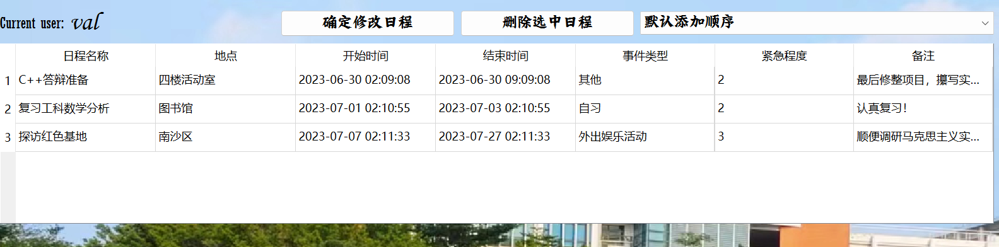 Current user: val 确定修改日程 删除选中日程 默认添加顺序
日程名称 地点 开始时间 结束时间 事件类型 紧急程度 备注
1 C++答辩准备 四楼活动室 2023-06-30 02:09:08 2023-06-30 09:09:08 其他 2 最后修整项目，攥写实...
2 复习工科数学分析 图书馆 2023-07-01 02:10:55 2023-07-03 02:10:55 自习 2 认真复习！
3 探访红色基地 南沙区 2023-07-07 02:11:33 2023-07-27 02:11:33 外出娱乐活动 3 顺便调研马克思主义实...